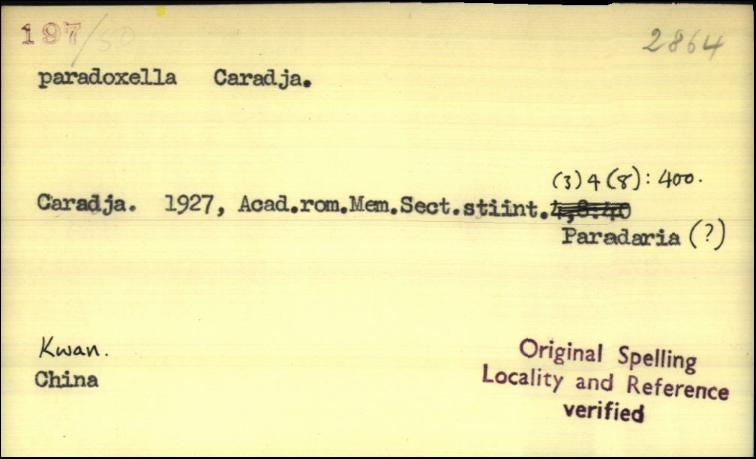 197/50 2864
paradoxella Caradja.
(3)4(8): 400.
Caradja. 1927, Acad.rom.Mem.Sect.stiint.4,8:40
Paradaria (?)
Kwan.
China
Original Spelling
Locality and Reference
verified